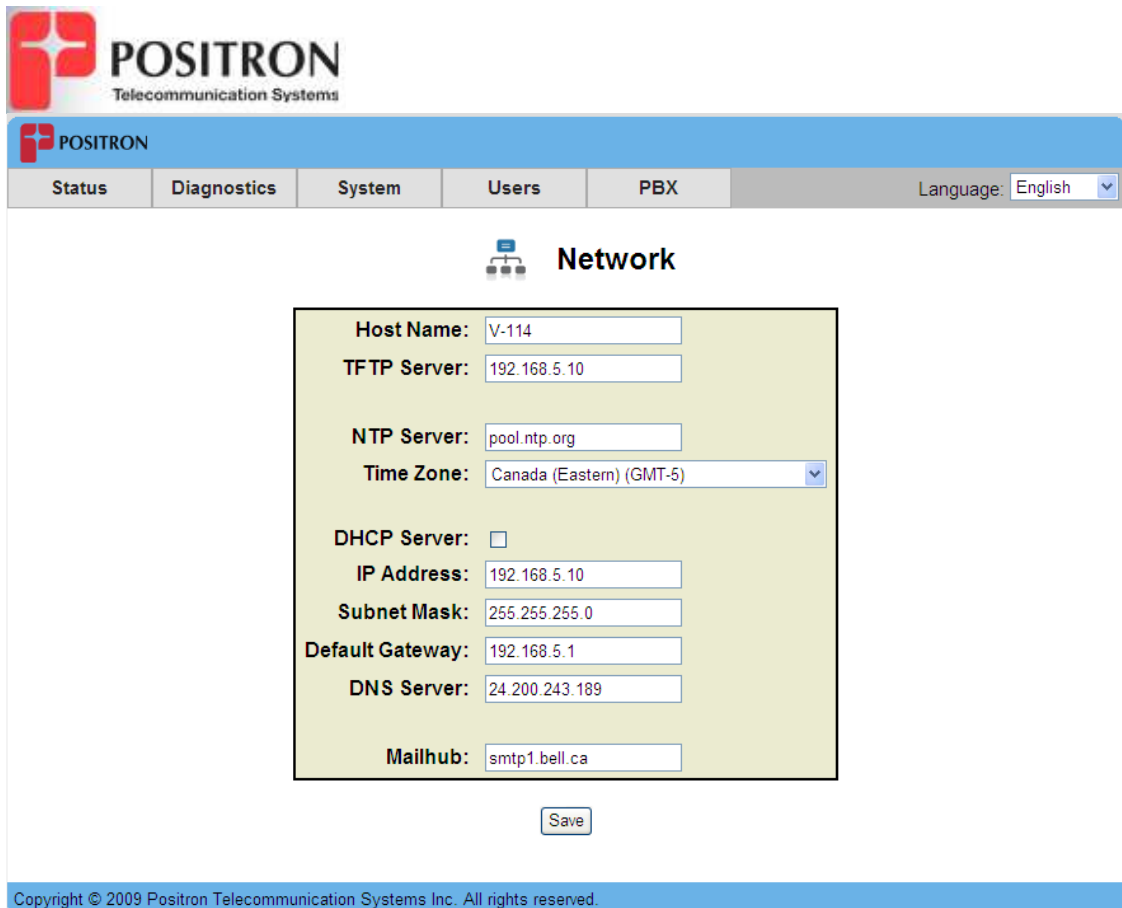 POSITRON
Telecommunication Systems
POSITRON
Status Diagnostics System Users PBX Language: English
Network
Host Name: V-114
TFTP Server: 192.168.5.10
NTP Server: pool.ntp.org
Time Zone: Canada (Eastern) (GMT-5)
DHCP Server:
IP Address: 192.168.5.10
Subnet Mask: 255.255.255.0
Default Gateway: 192.168.5.1
DNS Server: 24.200.243.189
Mailhub: smtp1.bell.ca
Save
Copyright © 2009 Positron Telecommunication Systems Inc. All rights reserved.